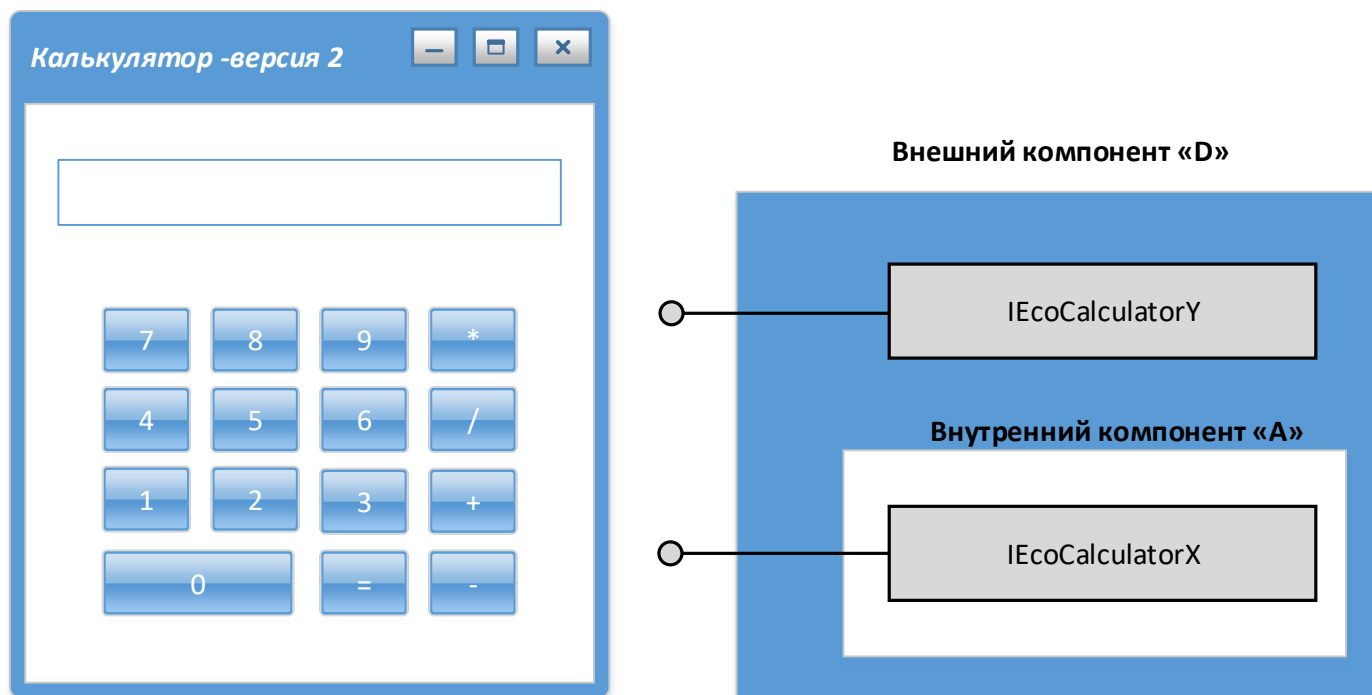 Калькулятор -версия 2
7 8 9 *
4 5 6 /
1 2 3 +
0 = -
Внешний компонент «D»
IEcoCalculatorY
Внутренний компонент «A»
IEcoCalculatorX